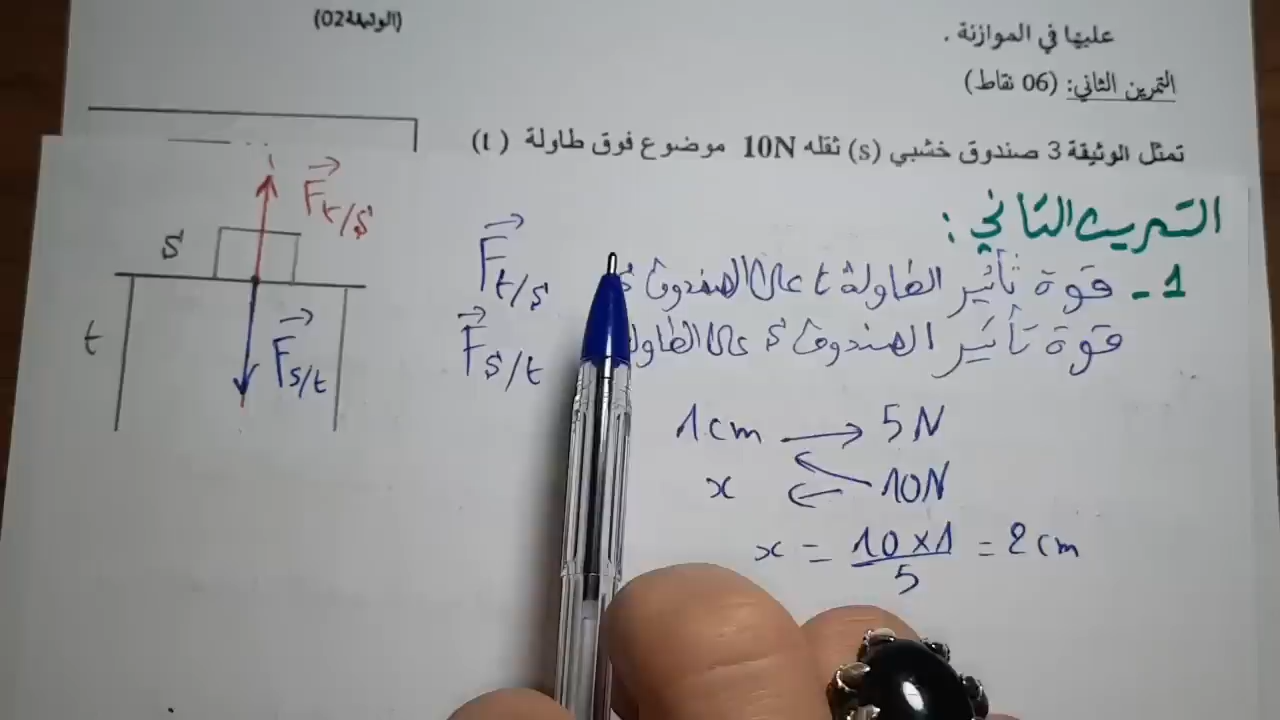 (الوثيقة02)
عليها في الموازنة .
التمرين الثاني: (06 نقاط)
تمثل الوثيقة 3 صندوق خشبي (s) ثقله 10N موضوع فوق طاولة (t)
التمرين الثاني :
1 - قوة تأثير الطاولة t على الصندوق s F t/s
قوة تأثير الصندوق s على الطاولة F s/t
1cm → 5N
x ← 10N
x = 10×1/5 = 2cm
F t/s
s
t
F s/t